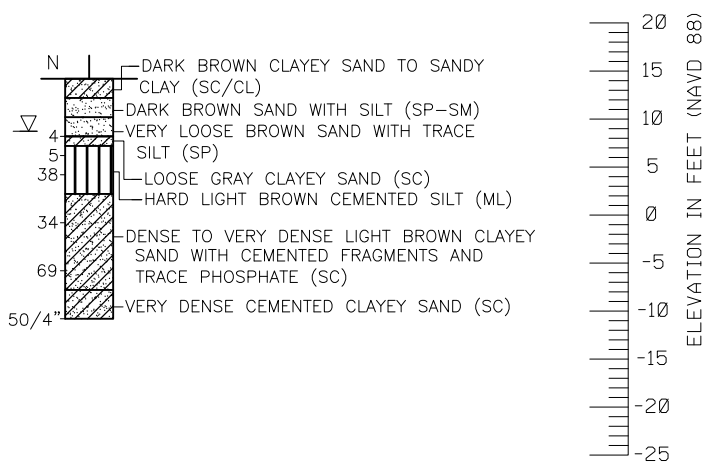 N
DARK BROWN CLAYEY SAND TO SANDY
CLAY (SC/CL)
DARK BROWN SAND WITH SILT (SP-SM)
VERY LOOSE BROWN SAND WITH TRACE
SILT (SP)
LOOSE GRAY CLAYEY SAND (SC)
HARD LIGHT BROWN CEMENTED SILT (ML)
DENSE TO VERY DENSE LIGHT BROWN CLAYEY
SAND WITH CEMENTED FRAGMENTS AND
TRACE PHOSPHATE (SC)
VERY DENSE CEMENTED CLAYEY SAND (SC)
4
5
38
34
69
50/4"
20
15
10
5
0
-5
-10
-15
-20
-25
ELEVATION IN FEET (NAVD 88)